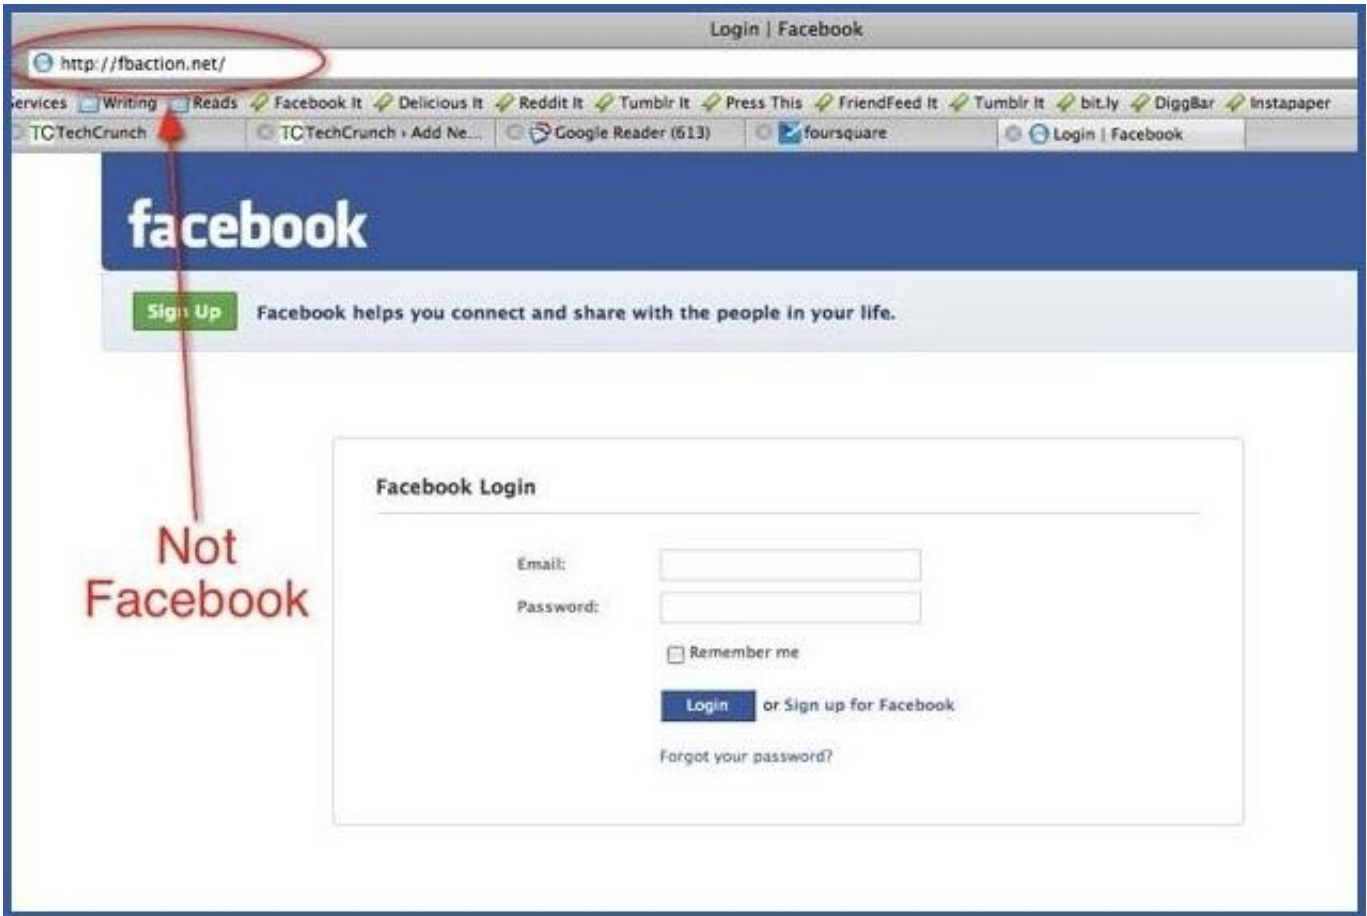 Login | Facebook
http://fbaction.net/
ervices Writing Reads Facebook It Delicious It Reddit It Tumblr It Press This FriendFeed It Tumblr It bit.ly DiggBar Instapaper
TC TechCrunch TC TechCrunch › Add Ne... Google Reader (613) foursquare Login | Facebook
facebook
Sign Up Facebook helps you connect and share with the people in your life.
Facebook Login
Not
Facebook
Email:
Password:
Remember me
Login or Sign up for Facebook
Forgot your password?